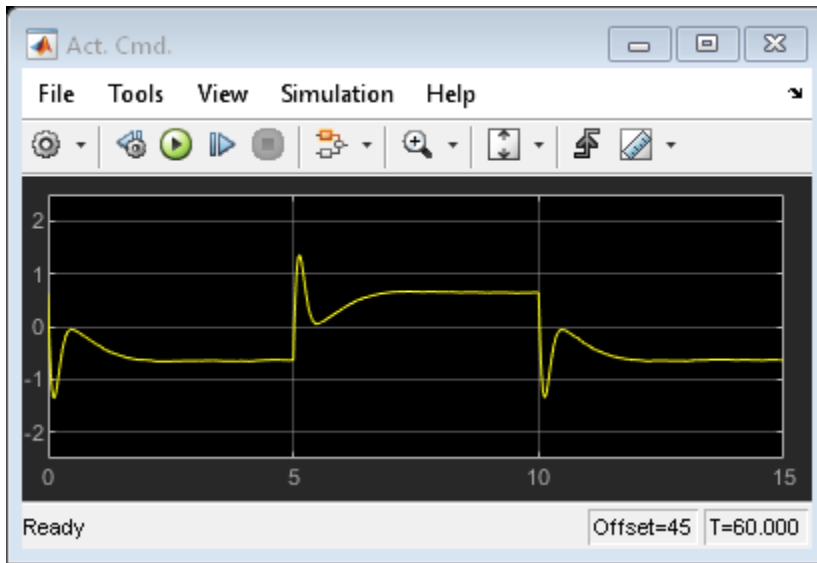 Act. Cmd.
File Tools View Simulation Help
2
1
0
-1
-2
0 5 10 15
Ready Offset=45 T=60.000